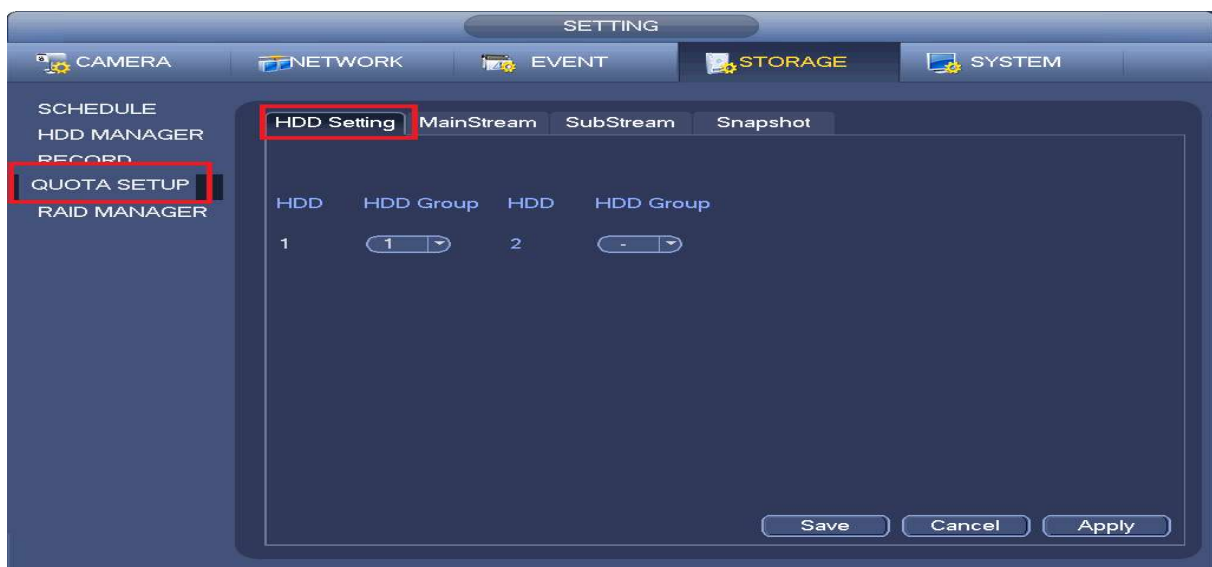 SETTING
CAMERA NETWORK EVENT STORAGE SYSTEM
SCHEDULE
HDD MANAGER
RECORD
QUOTA SETUP
RAID MANAGER
HDD Setting MainStream SubStream Snapshot
HDD HDD Group HDD HDD Group
1 1 2 -
Save Cancel Apply